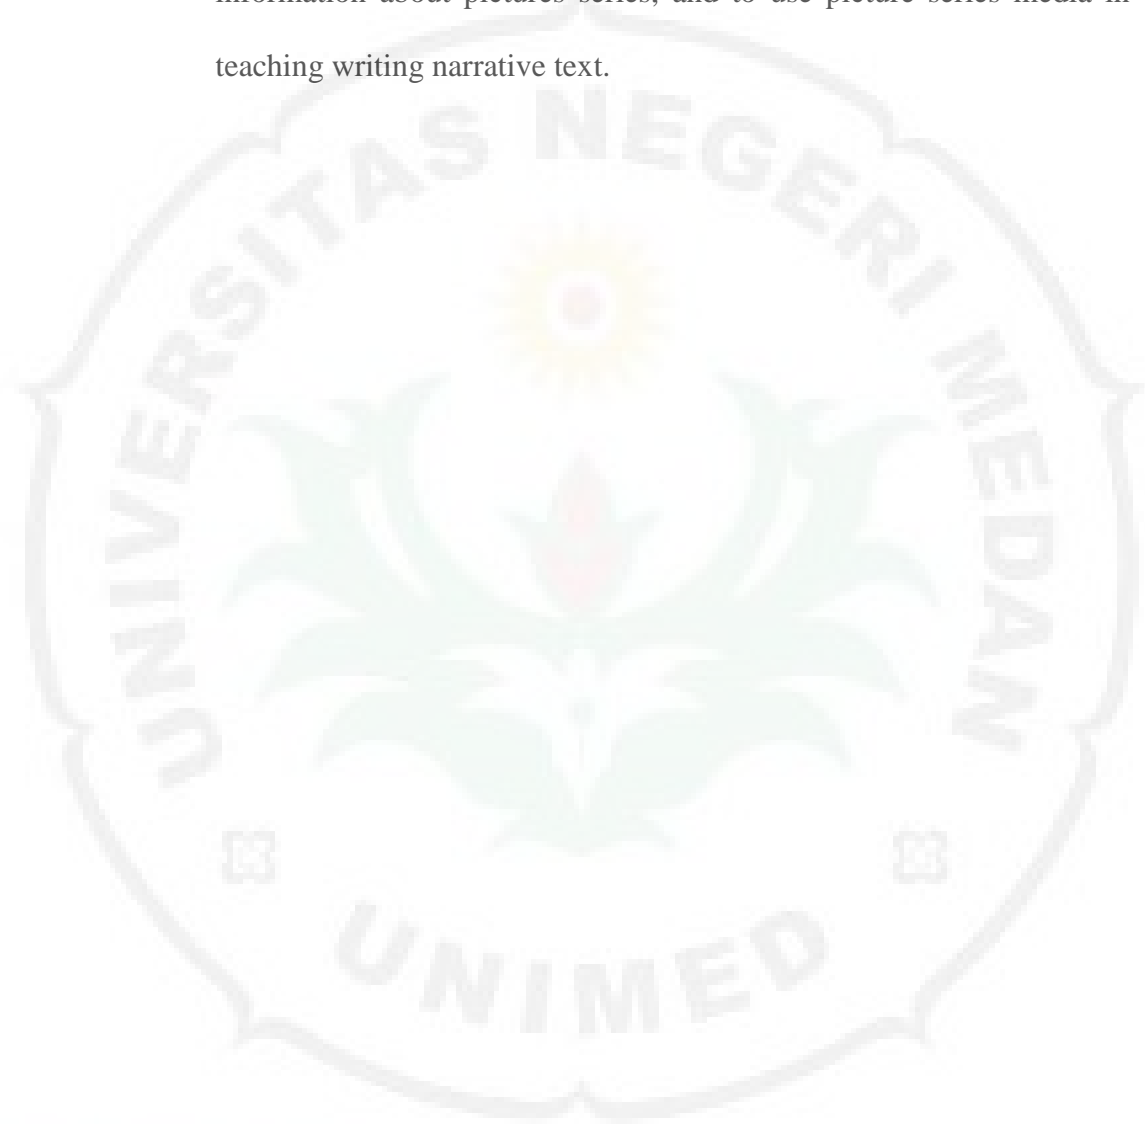 information about pictures series, and to use picture series media in
teaching writing narrative text.
UNIVERSITAS NEGERI MEDAN
UNIMED